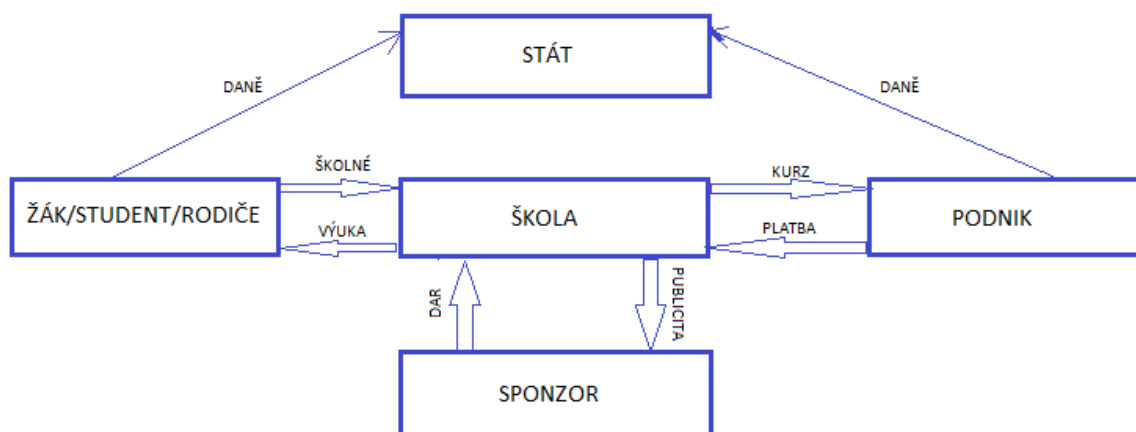 STÁT
DANĚ
DANĚ
ŠKOLNÉ
KURZ
ŽÁK/STUDENT/RODIČE
ŠKOLA
PODNIK
VÝUKA
PLATBA
DAR
PUBLICITA
SPONZOR